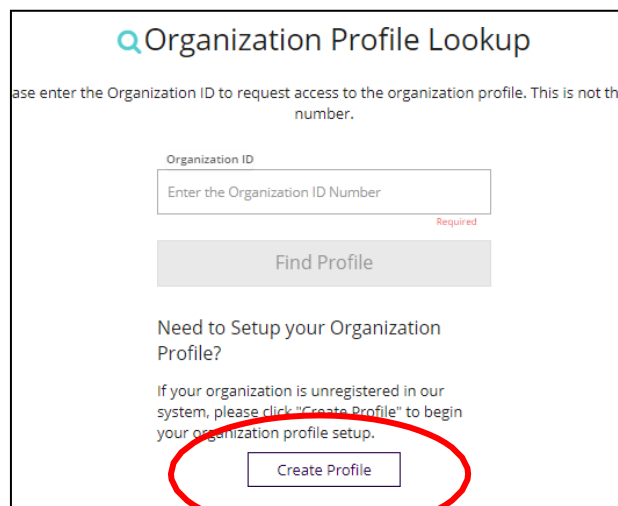 Organization Profile Lookup
ase enter the Organization ID to request access to the organization profile. This is not th
number.
Organization ID
Enter the Organization ID Number
Required
Find Profile
Need to Setup your Organization
Profile?
If your organization is unregistered in our
system, please click "Create Profile" to begin
your organization profile setup.
Create Profile